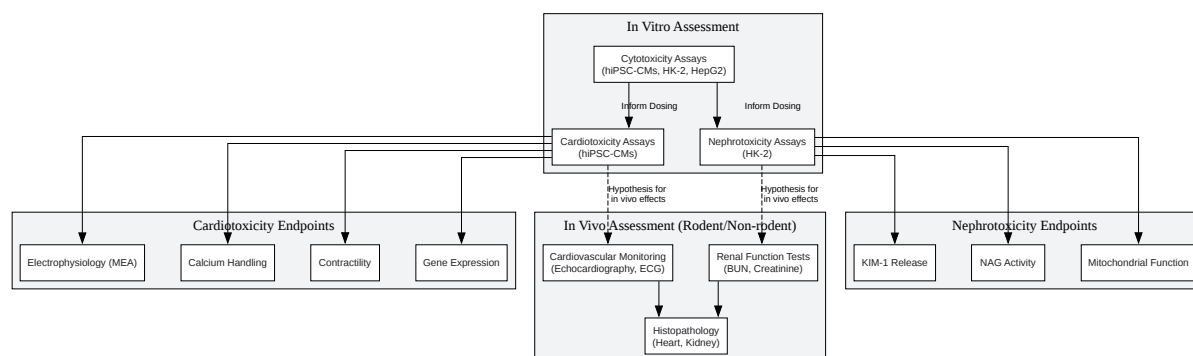 In Vitro Assessment
Cytotoxicity Assays
(hiPSC-CMs, HK-2, HepG2)
Inform Dosing
Inform Dosing
Cardiotoxicity Assays
(hiPSC-CMs)
Nephrotoxicity Assays
(HK-2)
Hypothesis for
in vivo effects
Hypothesis for
in vivo effects
Cardiotoxicity Endpoints
Electrophysiology (MEA)
Calcium Handling
Contractility
Gene Expression
In Vivo Assessment (Rodent/Non-rodent)
Cardiovascular Monitoring
(Echocardiography, ECG)
Renal Function Tests
(BUN, Creatinine)
Histopathology
(Heart, Kidney)
Nephrotoxicity Endpoints
KIM-1 Release
NAG Activity
Mitochondrial Function